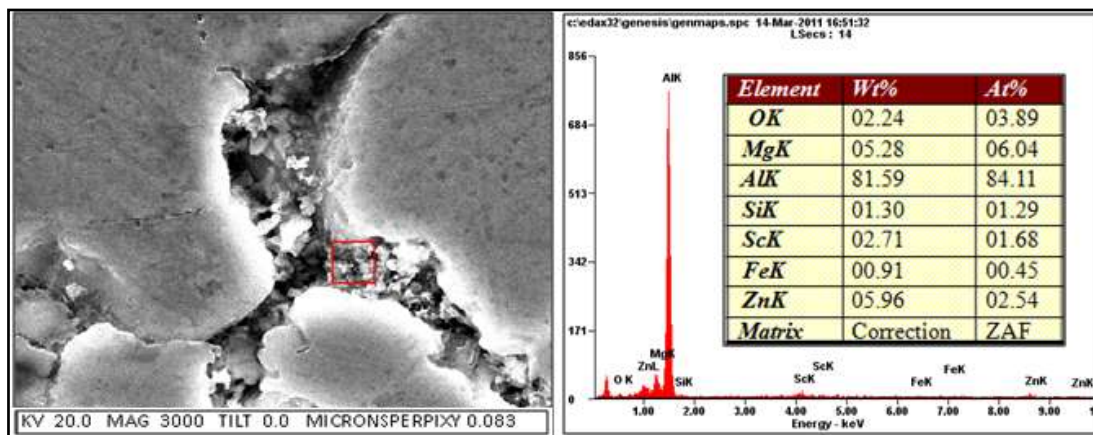 KV 20.0 MAG 3000 TILT 0.0 MICRONSPERPIXY 0.083
c:\edax32\genesis\genmaps.spc 14-Mar-2011 16:51:32
LSecs : 14
856
684
513
342
171
0
AlK
O K
ZnL
MgK
SiK
ScK
ScK
FeK
FeK
ZnK
ZnK
1.00 2.00 3.00 4.00 5.00 6.00 7.00 8.00 9.00
Energy - keV
Element Wt% At%
OK 02.24 03.89
MgK 05.28 06.04
AlK 81.59 84.11
SiK 01.30 01.29
ScK 02.71 01.68
FeK 00.91 00.45
ZnK 05.96 02.54
Matrix Correction ZAF